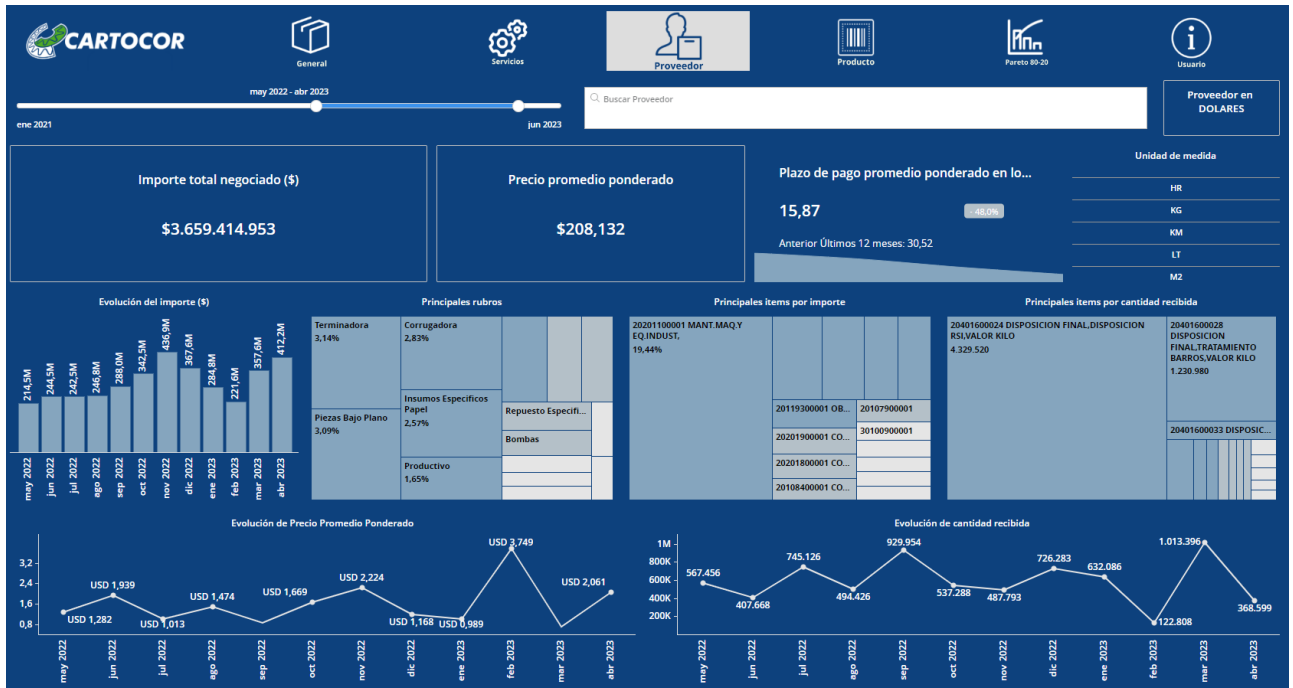 CARTOCOR
General
Servicios
Proveedor
Producto
Pareto 80-20
Usuario
may 2022 - abr 2023
ene 2021
jun 2023
Buscar Proveedor
Proveedor en
DOLARES
Importe total negociado ($)
$3.659.414.953
Precio promedio ponderado
$208,132
Plazo de pago promedio ponderado en lo...
15,87
- 48,0%
Anterior Últimos 12 meses: 30,52
Unidad de medida
HR
KG
KM
LT
M2
Evolución del importe ($)
214,5M
244,5M
242,5M
246,8M
288,0M
342,5M
436,9M
367,6M
284,8M
221,6M
357,6M
412,2M
may 2022
jun 2022
jul 2022
ago 2022
sep 2022
oct 2022
nov 2022
dic 2022
ene 2023
feb 2023
mar 2023
abr 2023
Principales rubros
Terminadora
3,14%
Piezas Bajo Plano
3,09%
Corrugadora
2,83%
Insumos Especificos
Papel
2,57%
Productivo
1,65%
Repuesto Especifi...
Bombas
Principales items por importe
20201100001 MANT.MAQ.Y
EQ.INDUST,
19,44%
20119300001 OB...
20201900001 CO...
20201800001 CO...
20108400001 CO...
20107900001
30100900001
Principales items por cantidad recibida
20401600024 DISPOSICION FINAL,DISPOSICION
RSI,VALOR KILO
4.329.520
20401600028
DISPOSICION
FINAL,TRATAMIENTO
BARROS,VALOR KILO
1.230.980
20401600033 DISPOSIC...
Evolución de Precio Promedio Ponderado
3,2
2,4
1,6
0,8
USD 1,282
USD 1,939
USD 1,013
USD 1,474
USD 1,669
USD 2,224
USD 1,168
USD 0,989
USD 3,749
USD 2,061
may 2022
jun 2022
jul 2022
ago 2022
sep 2022
oct 2022
nov 2022
dic 2022
ene 2023
feb 2023
mar 2023
abr 2023
Evolución de cantidad recibida
1M
800K
600K
400K
200K
567.456
407.668
745.126
494.426
929.954
537.288
487.793
726.283
632.086
122.808
1.013.396
368.599
may 2022
jun 2022
jul 2022
ago 2022
sep 2022
oct 2022
nov 2022
dic 2022
ene 2023
feb 2023
mar 2023
abr 2023